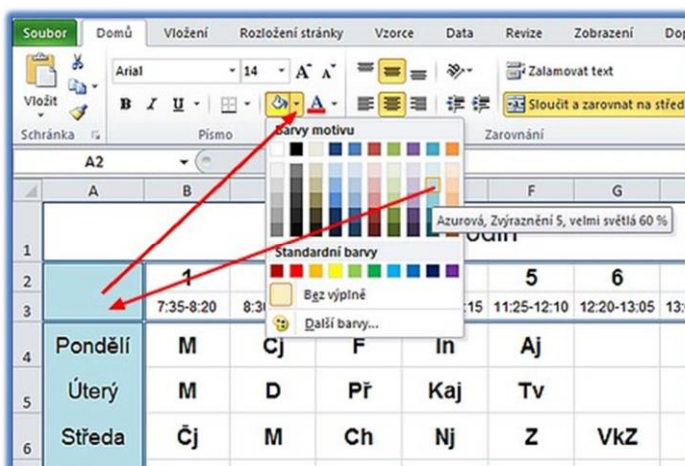 Soubor Domů Vložení Rozložení stránky Vzorce Data Revize Zobrazení
Arial 14 A A Zalamovat text
Vložit B I U A Sloučit a zarovnat na střed
Schránka Písmo Zarovnání
A2
Barvy motivu
A B F G
Azurová, Zvýraznění 5, velmi světlá 60 %
1
Standardní barvy
2 1 5 6
Bez výplně
3 7:35-8:20 11:25-12:10 12:20-13:05
Další barvy...
4 Pondělí M Čj F In Aj
5 Úterý M D Př Kaj Tv
6 Středa Čj M Ch Nj Z VkZ